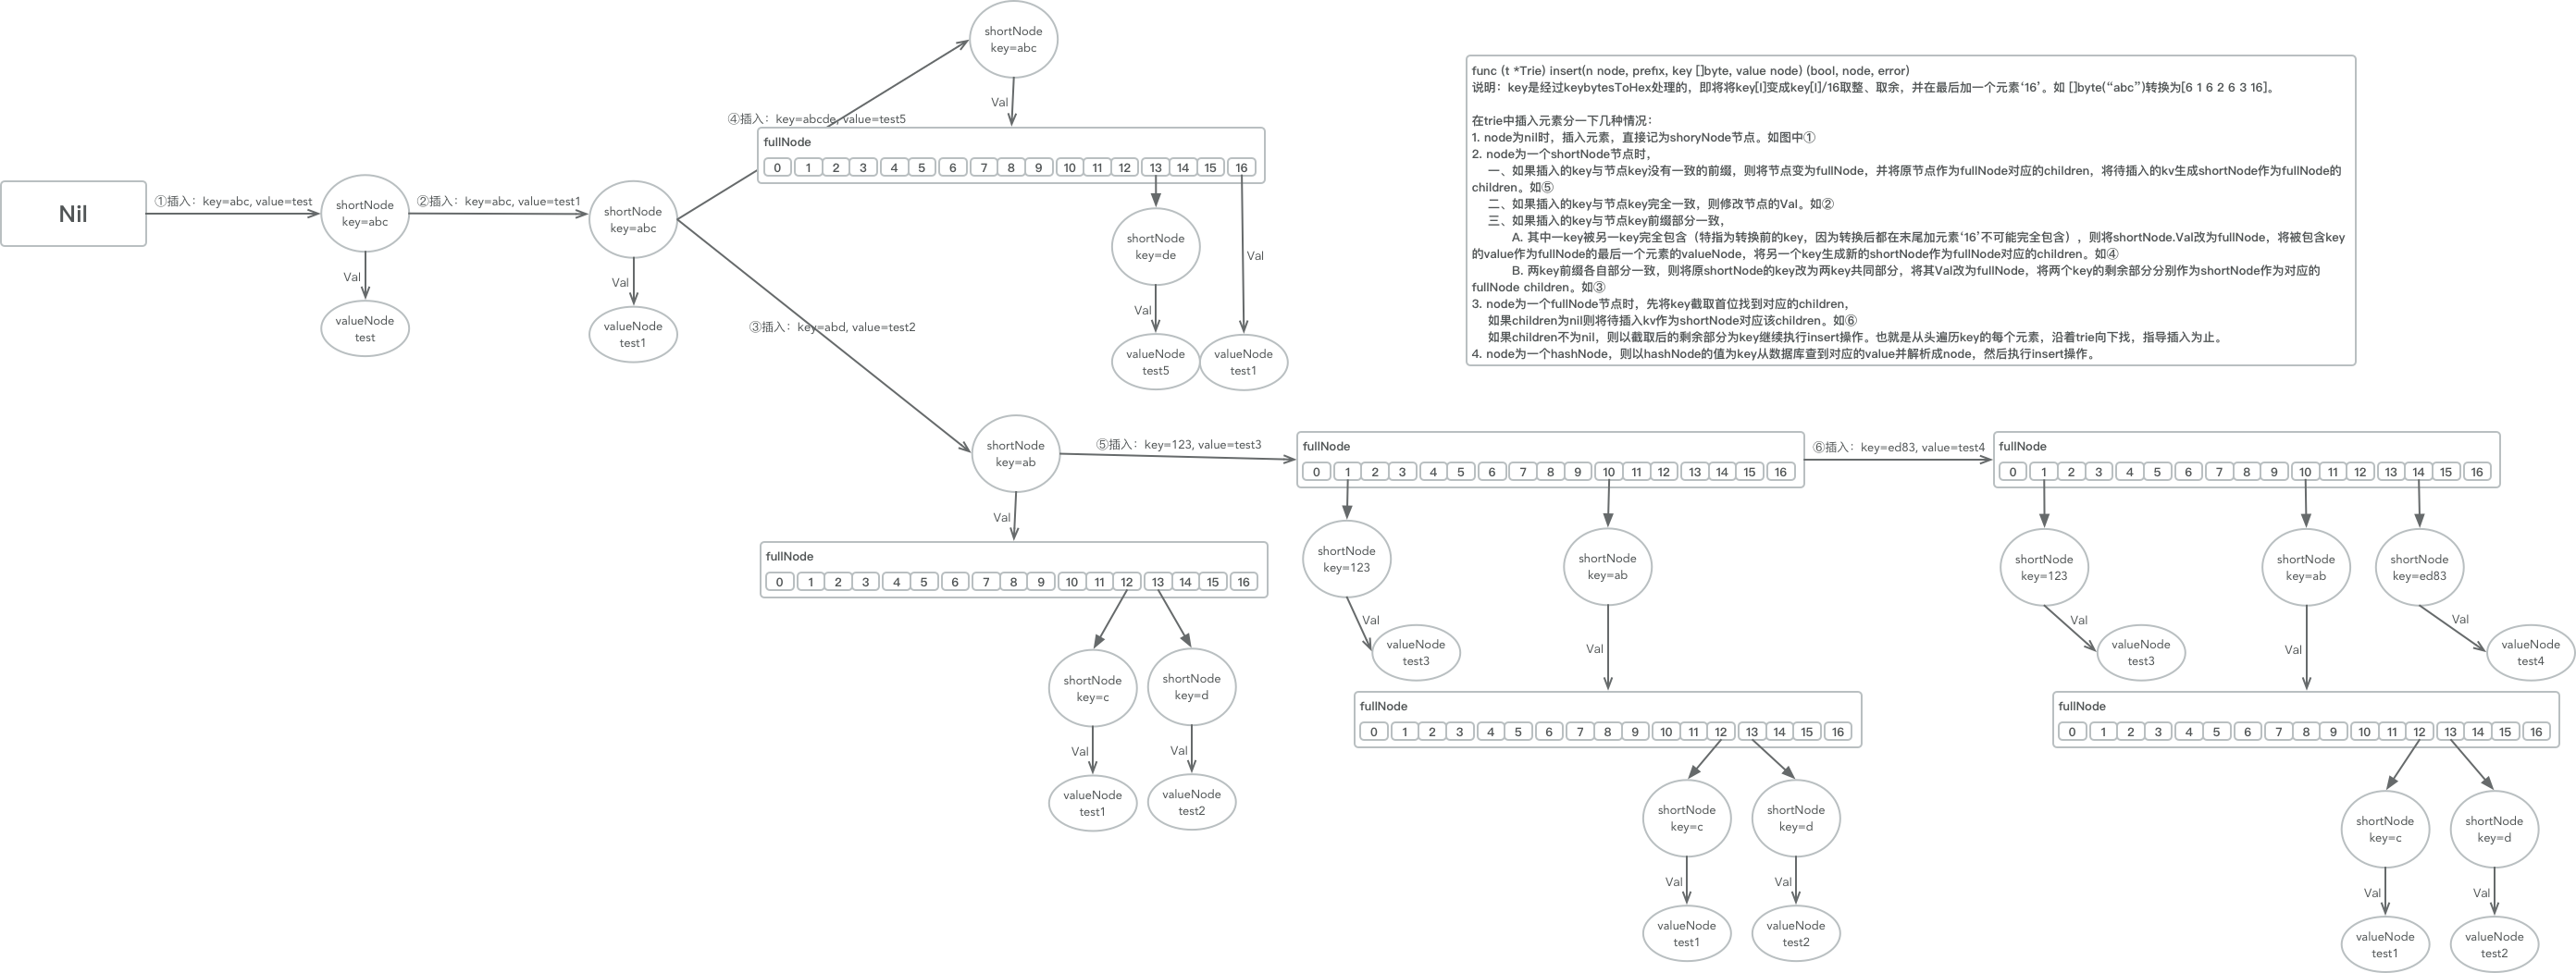 shortNode
key=abc
Val
④插入：key=abcde, value=test5
fullNode
0 1 2 3 4 5 6 7 8 9 10 11 12 13 14 15 16
shortNode
key=de
Val
Val
valueNode
test5
valueNode
test1
Nil
①插入：key=abc, value=test
shortNode
key=abc
Val
valueNode
test
②插入：key=abc, value=test1
shortNode
key=abc
Val
valueNode
test1
③插入：key=abd, value=test2
func (t *Trie) insert(n node, prefix, key []byte, value node) (bool, node, error)
说明：key是经过keybytesToHex处理的，即将将key[I]变成key[I]/16取整、取余，并在最后加一个元素‘16’。如 []byte(“abc”)转换为[6 1 6 2 6 3 16]。
在trie中插入元素分一下几种情况：
1. node为nil时，插入元素，直接记为shoryNode节点。如图中①
2. node为一个shortNode节点时，
一、如果插入的key与节点key没有一致的前缀，则将节点变为fullNode，并将原节点作为fullNode对应的children，将待插入的kv生成shortNode作为fullNode的
children。如⑤
二、如果插入的key与节点key完全一致，则修改节点的Val。如②
三、如果插入的key与节点key前缀部分一致，
A. 其中一key被另一key完全包含（特指为转换前的key，因为转换后都在末尾加元素‘16’不可能完全包含），则将shortNode.Val改为fullNode，将被包含key
的value作为fullNode的最后一个元素的valueNode，将另一个key生成新的shortNode作为fullNode对应的children。如④
B. 两key前缀各自部分一致，则将原shortNode的key改为两key共同部分，将其Val改为fullNode，将两个key的剩余部分分别作为shortNode作为对应的
fullNode children。如③
3. node为一个fullNode节点时，先将key截取首位找到对应的children，
如果children为nil则将待插入kv作为shortNode对应该children。如⑥
如果children不为nil，则以截取后的剩余部分为key继续执行insert操作。也就是从头遍历key的每个元素，沿着trie向下找，指导插入为止。
4. node为一个hashNode，则以hashNode的值为key从数据库查到对应的value并解析成node，然后执行insert操作。
shortNode
key=ab
Val
fullNode
0 1 2 3 4 5 6 7 8 9 10 11 12 13 14 15 16
shortNode
key=c
Val
valueNode
test1
shortNode
key=d
Val
valueNode
test2
⑤插入：key=123, value=test3
fullNode
0 1 2 3 4 5 6 7 8 9 10 11 12 13 14 15 16
shortNode
key=123
Val
valueNode
test3
shortNode
key=ab
Val
fullNode
0 1 2 3 4 5 6 7 8 9 10 11 12 13 14 15 16
shortNode
key=c
Val
valueNode
test1
shortNode
key=d
Val
valueNode
test2
⑥插入：key=ed83, value=test4
fullNode
0 1 2 3 4 5 6 7 8 9 10 11 12 13 14 15 16
shortNode
key=123
Val
valueNode
test3
shortNode
key=ab
Val
shortNode
key=ed83
Val
valueNode
test4
fullNode
0 1 2 3 4 5 6 7 8 9 10 11 12 13 14 15 16
shortNode
key=c
Val
valueNode
test1
shortNode
key=d
Val
valueNode
test2